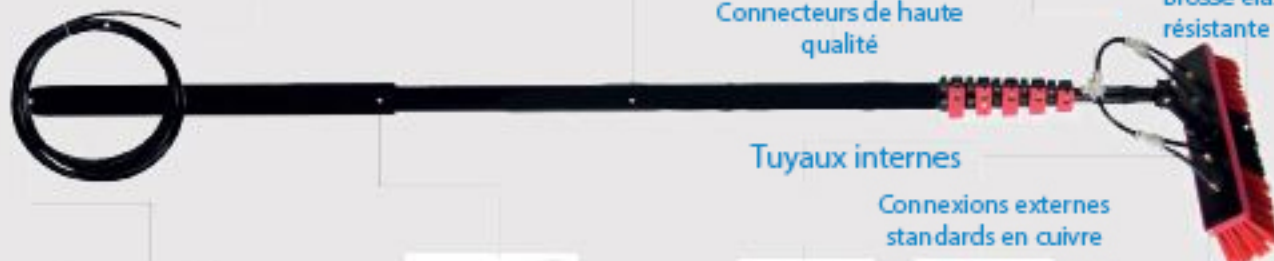 Connecteurs de haute
qualité
résistante
Tuyaux internes
Connexions externes
standards en cuivre